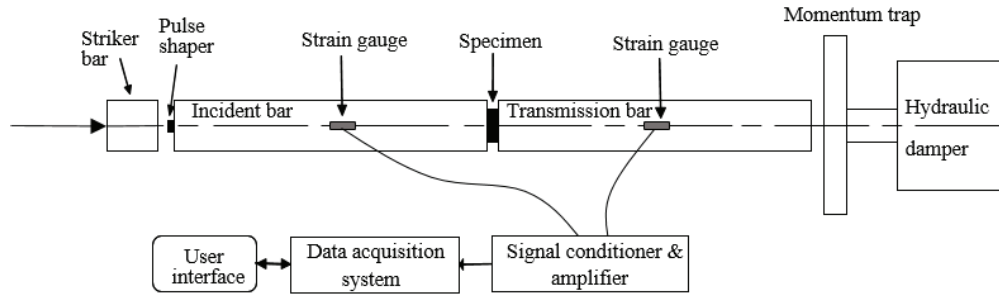 Momentum trap
Striker
bar
Pulse
shaper
Strain gauge
Specimen
Strain gauge
Incident bar
Transmission bar
Hydraulic
damper
User
interface
Data acquisition
system
Signal conditioner &
amplifier